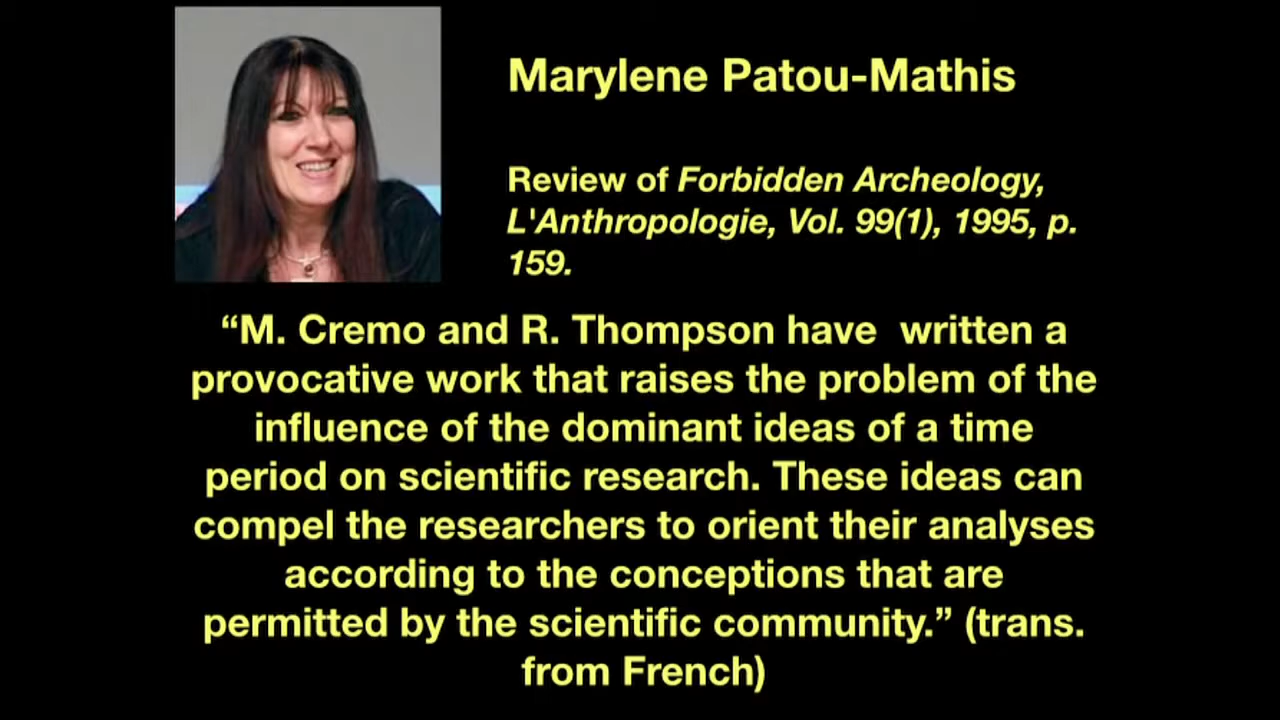 Marylene Patou-Mathis
Review of Forbidden Archeology,
L'Anthropologie, Vol. 99(1), 1995, p.
159.
“M. Cremo and R. Thompson have  written a
provocative work that raises the problem of the
influence of the dominant ideas of a time
period on scientific research. These ideas can
compel the researchers to orient their analyses
according to the conceptions that are
permitted by the scientific community.” (trans.
from French)